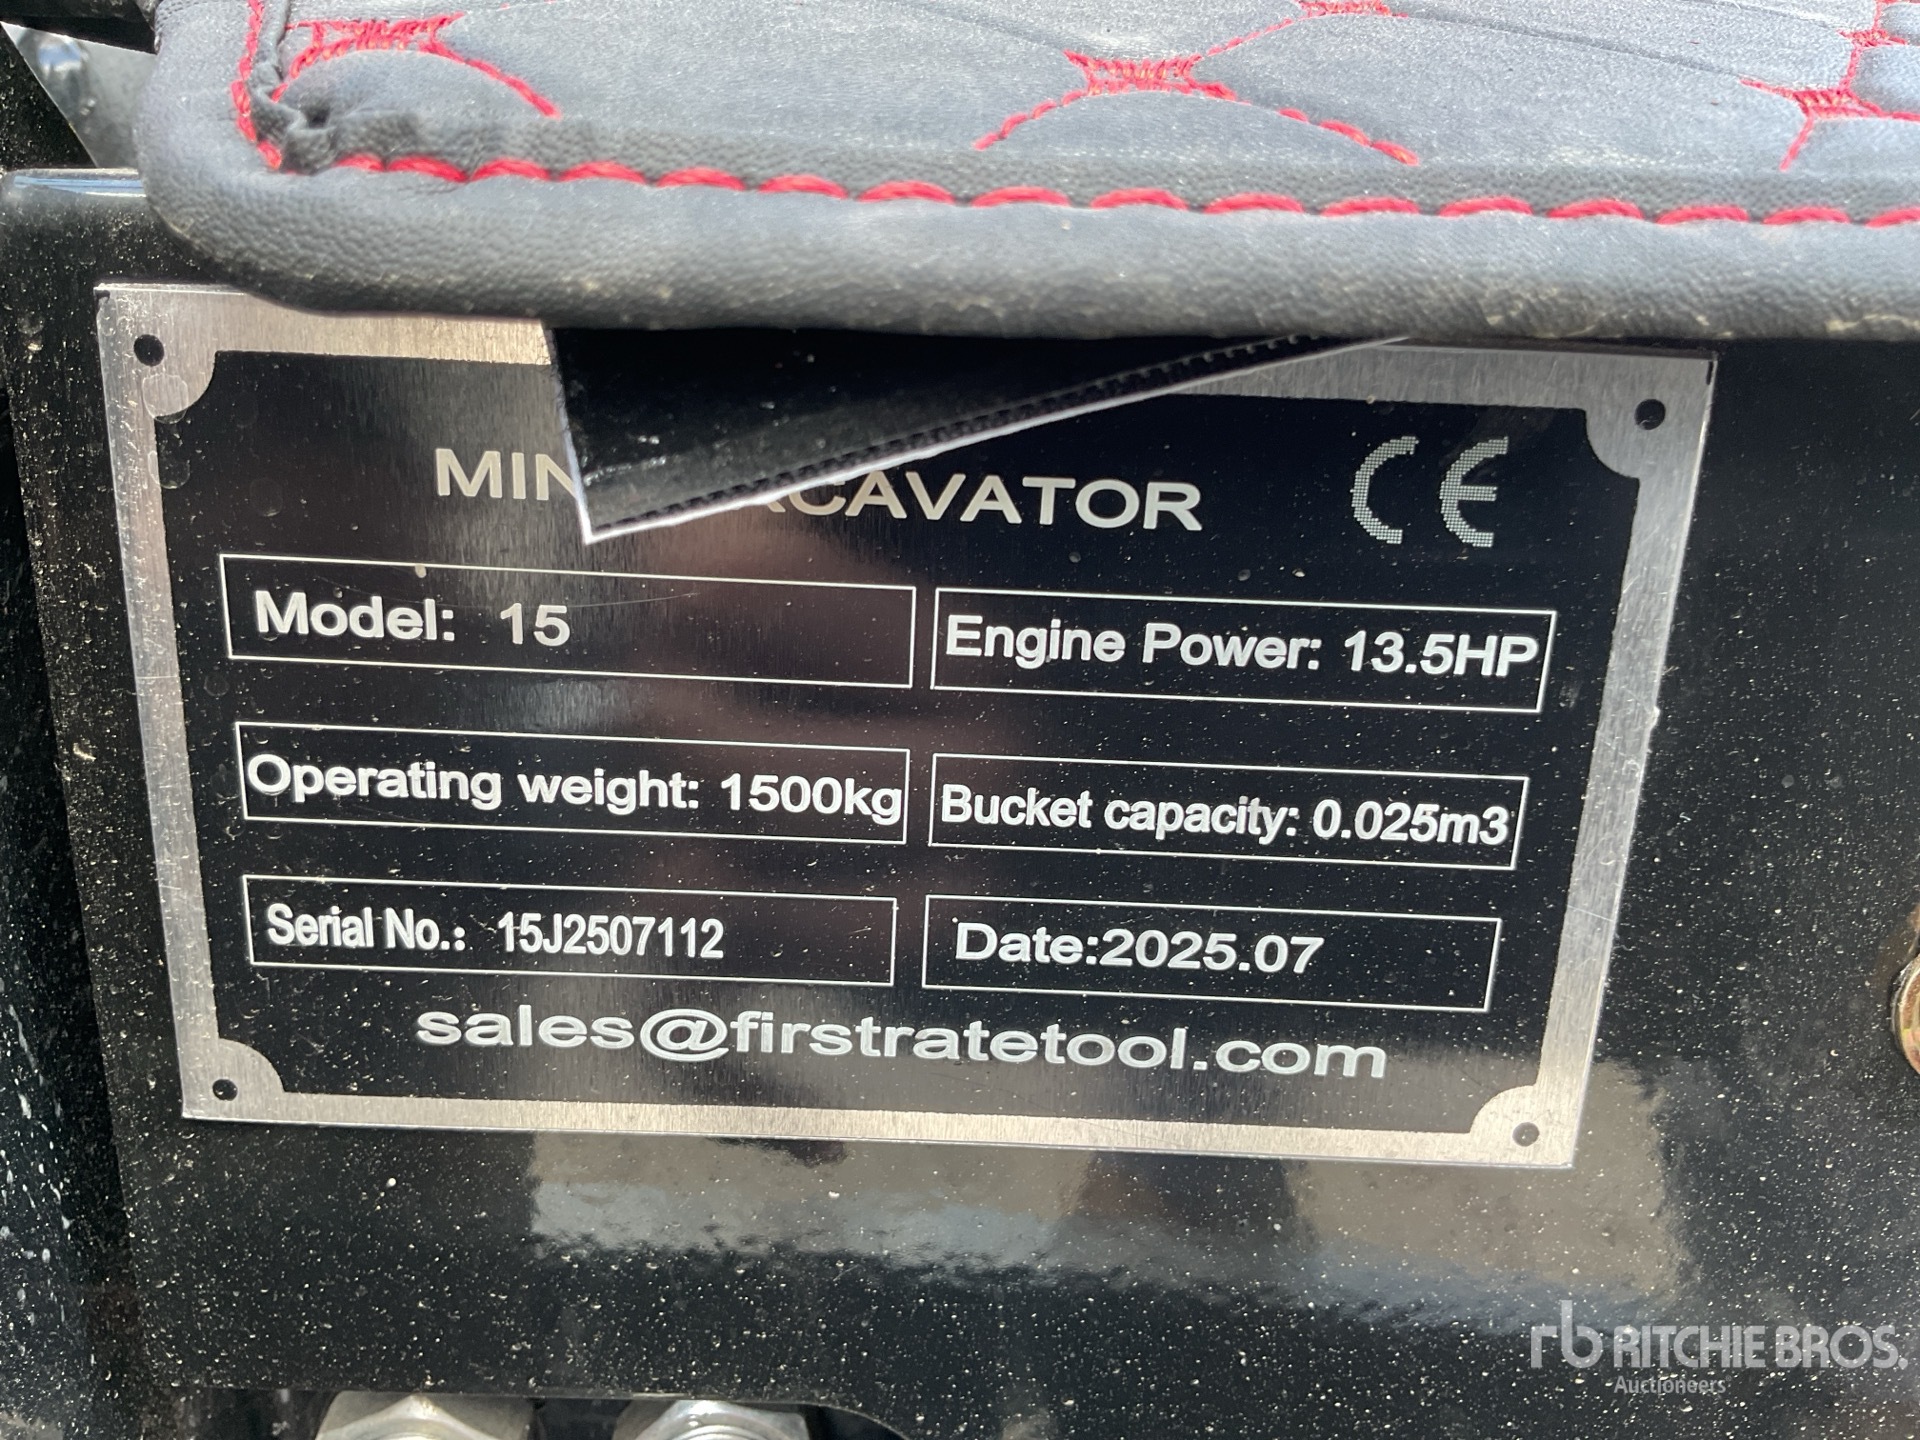 CAVATOR CE
Model: 15
Engine Power: 13.5HP
Operating weight: 1500kg
Bucket capacity: 0.025m3
Serial No.: 15J2507112
Date:2025.07
sales@firstratetool.com
rb RITCHIE BROS.
Auctioneers